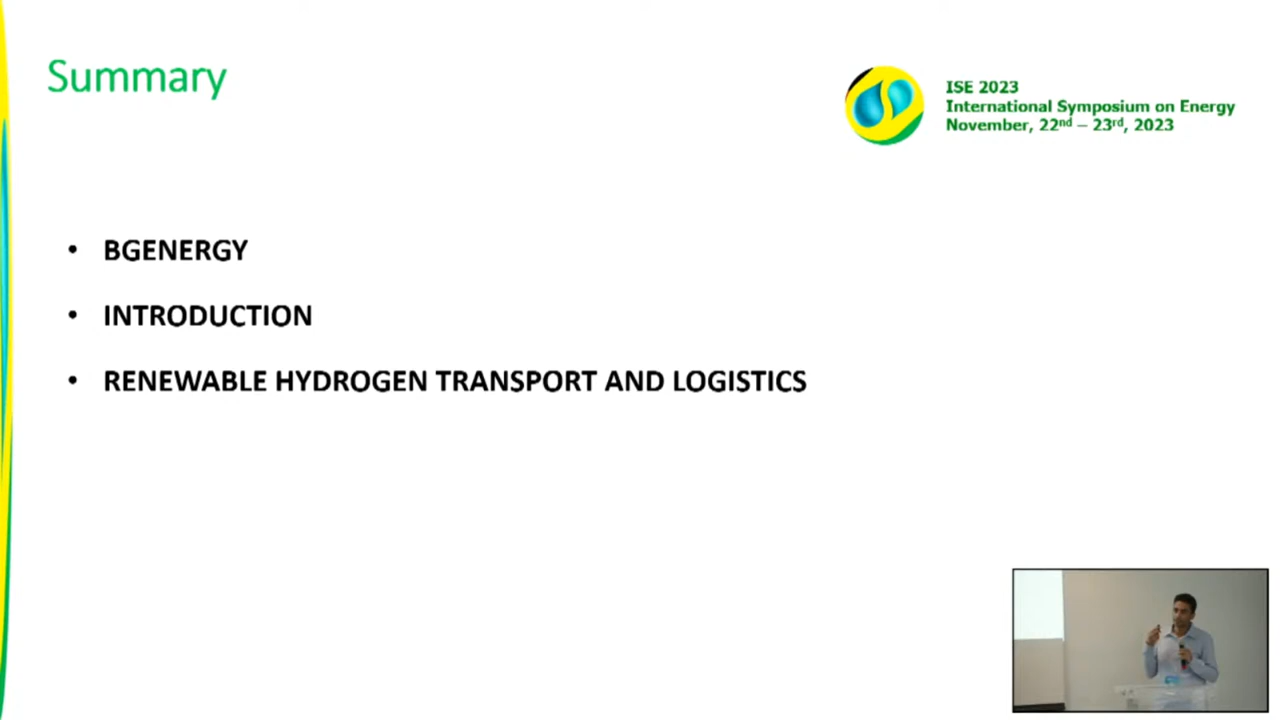 Summary
ISE 2023
International Symposium on Energy
November, 22nd – 23rd, 2023
• BGENERGY
• INTRODUCTION
• RENEWABLE HYDROGEN TRANSPORT AND LOGISTICS